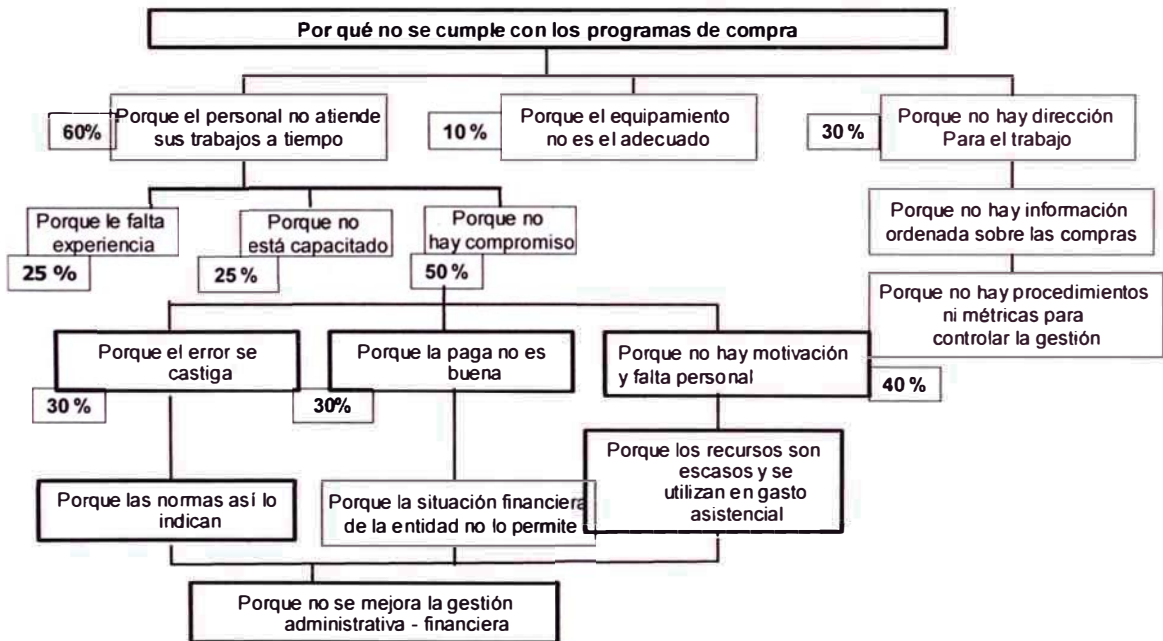 Por qué no se cumple con los programas de compra
60%
Porque el personal no atiende
sus trabajos a tiempo
10 %
Porque el equipamiento
no es el adecuado
30 %
Porque no hay dirección
Para el trabajo
Porque le falta
experiencia
25 %
Porque no
está capacitado
25 %
Porque no
hay compromiso
50 %
Porque no hay información
ordenada sobre las compras
Porque no hay procedimientos
ni métricas para
controlar la gestión
Porque el error se
castiga
30 %
Porque la paga no es
buena
30%
Porque no hay motivación
y falta personal
40 %
Porque las normas así lo
indican
Porque la situación financiera
de la entidad no lo permite
Porque los recursos son
escasos y se
utilizan en gasto
asistencial
Porque no se mejora la gestión
administrativa - financiera